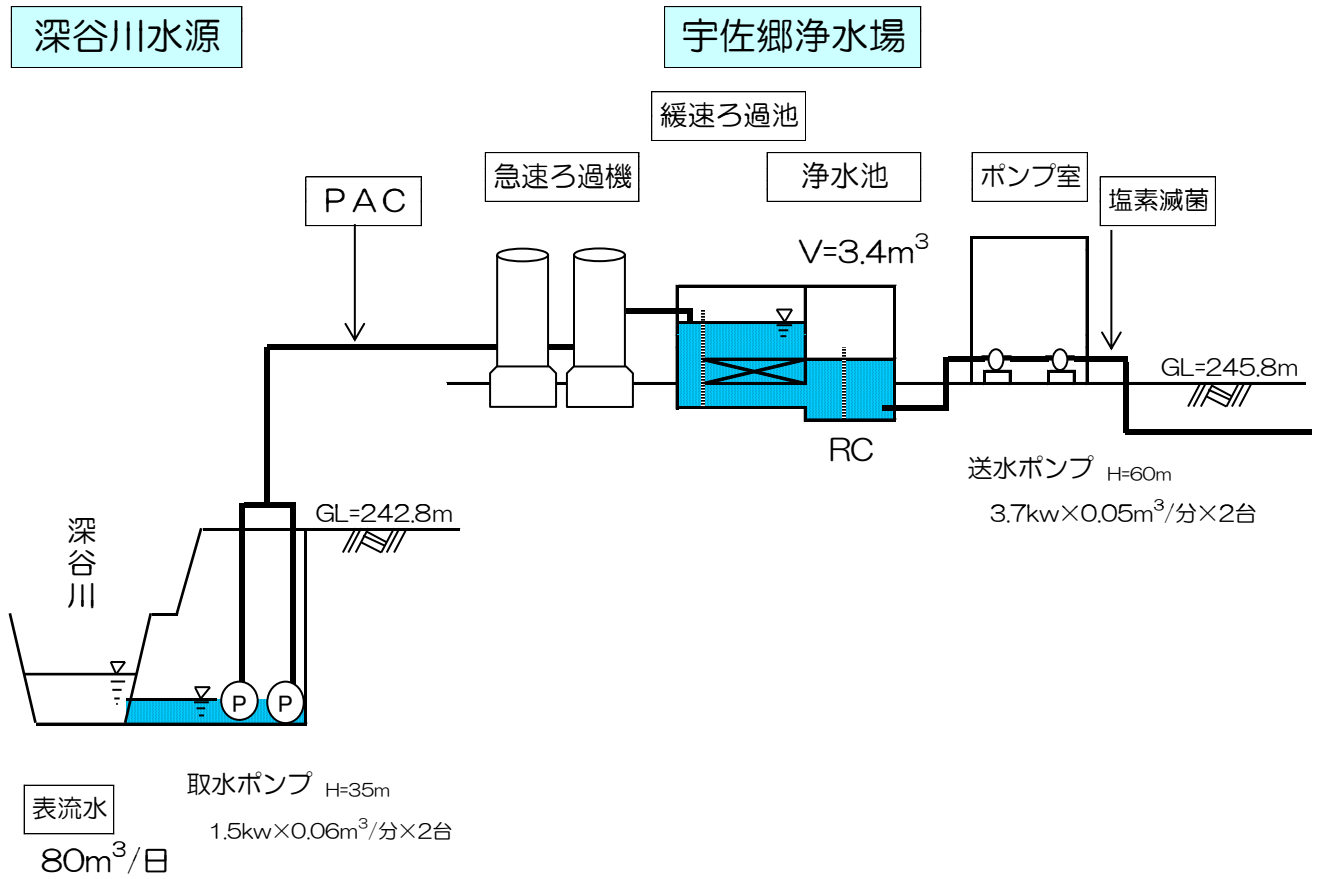 深谷川水源
宇佐郷浄水場
緩速ろ過池
急速ろ過機
浄水池
ポンプ室
PAC
塩素滅菌
V=3.4m³
GL=245.8m
RC
送水ポンプ H=60m
3.7kw×0.05m³/分×2台
GL=242.8m
深谷川
P P
取水ポンプ H=35m
表流水
1.5kw×0.06m³/分×2台
80m³/日